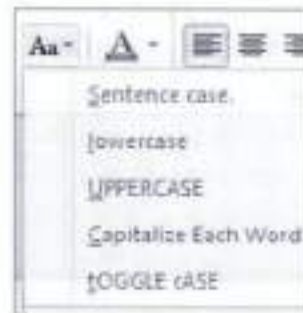 Aa A
Sentence case.
lowercase
UPPERCASE
Capitalize Each Word
tOGGLE cASE